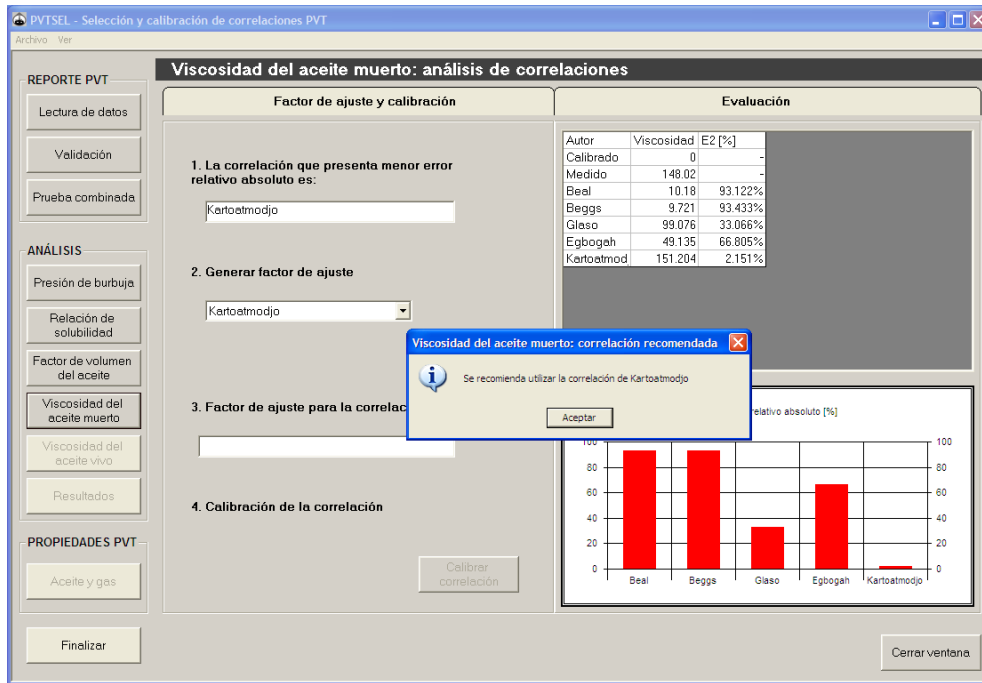 PVTSEL - Selección y calibración de correlaciones PVT
Archivo Ver
Viscosidad del aceite muerto: análisis de correlaciones
REPORTE PVT
Lectura de datos
Validación
Prueba combinada
ANÁLISIS
Presión de burbuja
Relación de
solubilidad
Factor de volumen
del aceite
Viscosidad del
aceite muerto
Viscosidad del
aceite vivo
Resultados
PROPIEDADES PVT
Aceite y gas
Finalizar
Factor de ajuste y calibración
Evaluación
1. La correlación que presenta menor error
relativo absoluto es:
Kartoatmodjo
2. Generar factor de ajuste
Kartoatmodjo
3. Factor de ajuste para la correlac
4. Calibración de la correlación
Calibrar
correlación
Autor Viscosidad E2 [%]
Calibrado 0 -
Medido 148.02 -
Beal 10.18 93.122%
Beggs 9.721 93.433%
Glaso 99.076 33.066%
Egbogah 49.135 66.805%
Kartoatmod 151.204 2.151%
Viscosidad del aceite muerto: correlación recomendada
Se recomienda utilizar la correlación de Kartoatmodjo
Aceptar
elativo absoluto [%]
100 100
80 80
60 60
40 40
20 20
0 0
Beal Beggs Glaso Egbogah Kartoatmodjo
Cerrar ventana